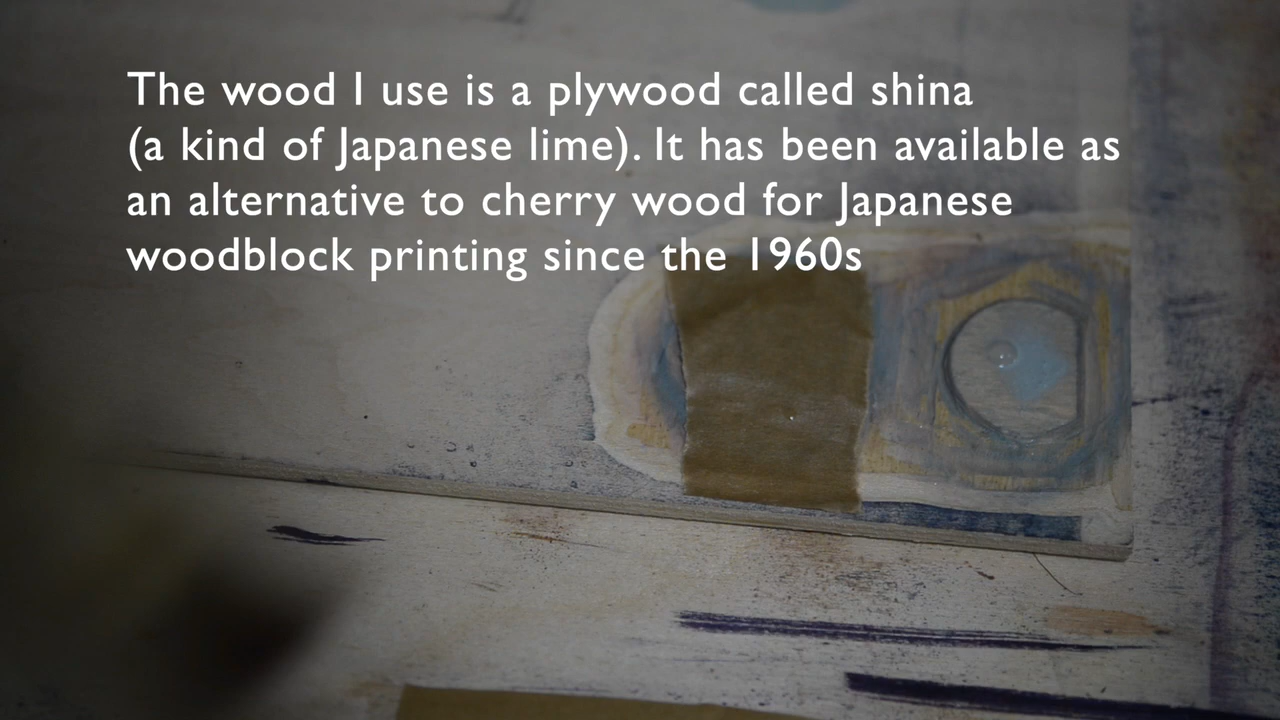 The wood I use is a plywood called shina
(a kind of Japanese lime). It has been available as
an alternative to cherry wood for Japanese
woodblock printing since the 1960s